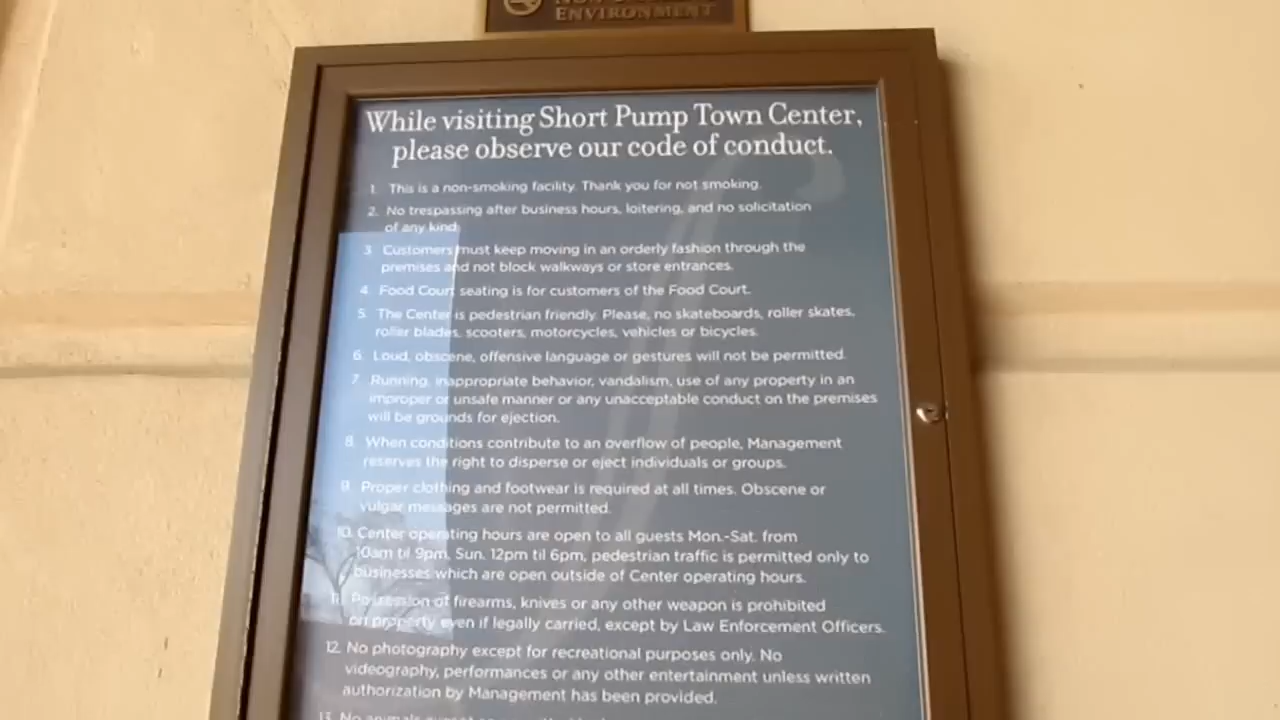 ENVIRONMENT
While visiting Short Pump Town Center,
please observe our code of conduct.
1. This is a non-smoking facility. Thank you for not smoking.
2. No trespassing after business hours, loitering, and no solicitation
of any kind.
3. Customers must keep moving in an orderly fashion through the
premises and not block walkways or store entrances.
4. Food Court seating is for customers of the Food Court.
5. The Center is pedestrian friendly. Please, no skateboards, roller skates,
roller blades, scooters, motorcycles, vehicles or bicycles.
6. Loud, obscene, offensive language or gestures will not be permitted.
7. Running, inappropriate behavior, vandalism, use of any property in an
improper or unsafe manner or any unacceptable conduct on the premises
will be grounds for ejection.
8. When conditions contribute to an overflow of people, Management
reserves the right to disperse or eject individuals or groups.
9. Proper clothing and footwear is required at all times. Obscene or
vulgar messages are not permitted.
10. Center operating hours are open to all guests Mon.-Sat. from
10am til 9pm, Sun. 12pm til 6pm, pedestrian traffic is permitted only to
businesses which are open outside of Center operating hours.
11. Possession of firearms, knives or any other weapon is prohibited
on property even if legally carried, except by Law Enforcement Officers.
12. No photography except for recreational purposes only. No
videography, performances or any other entertainment unless written
authorization by Management has been provided.
13. No animals